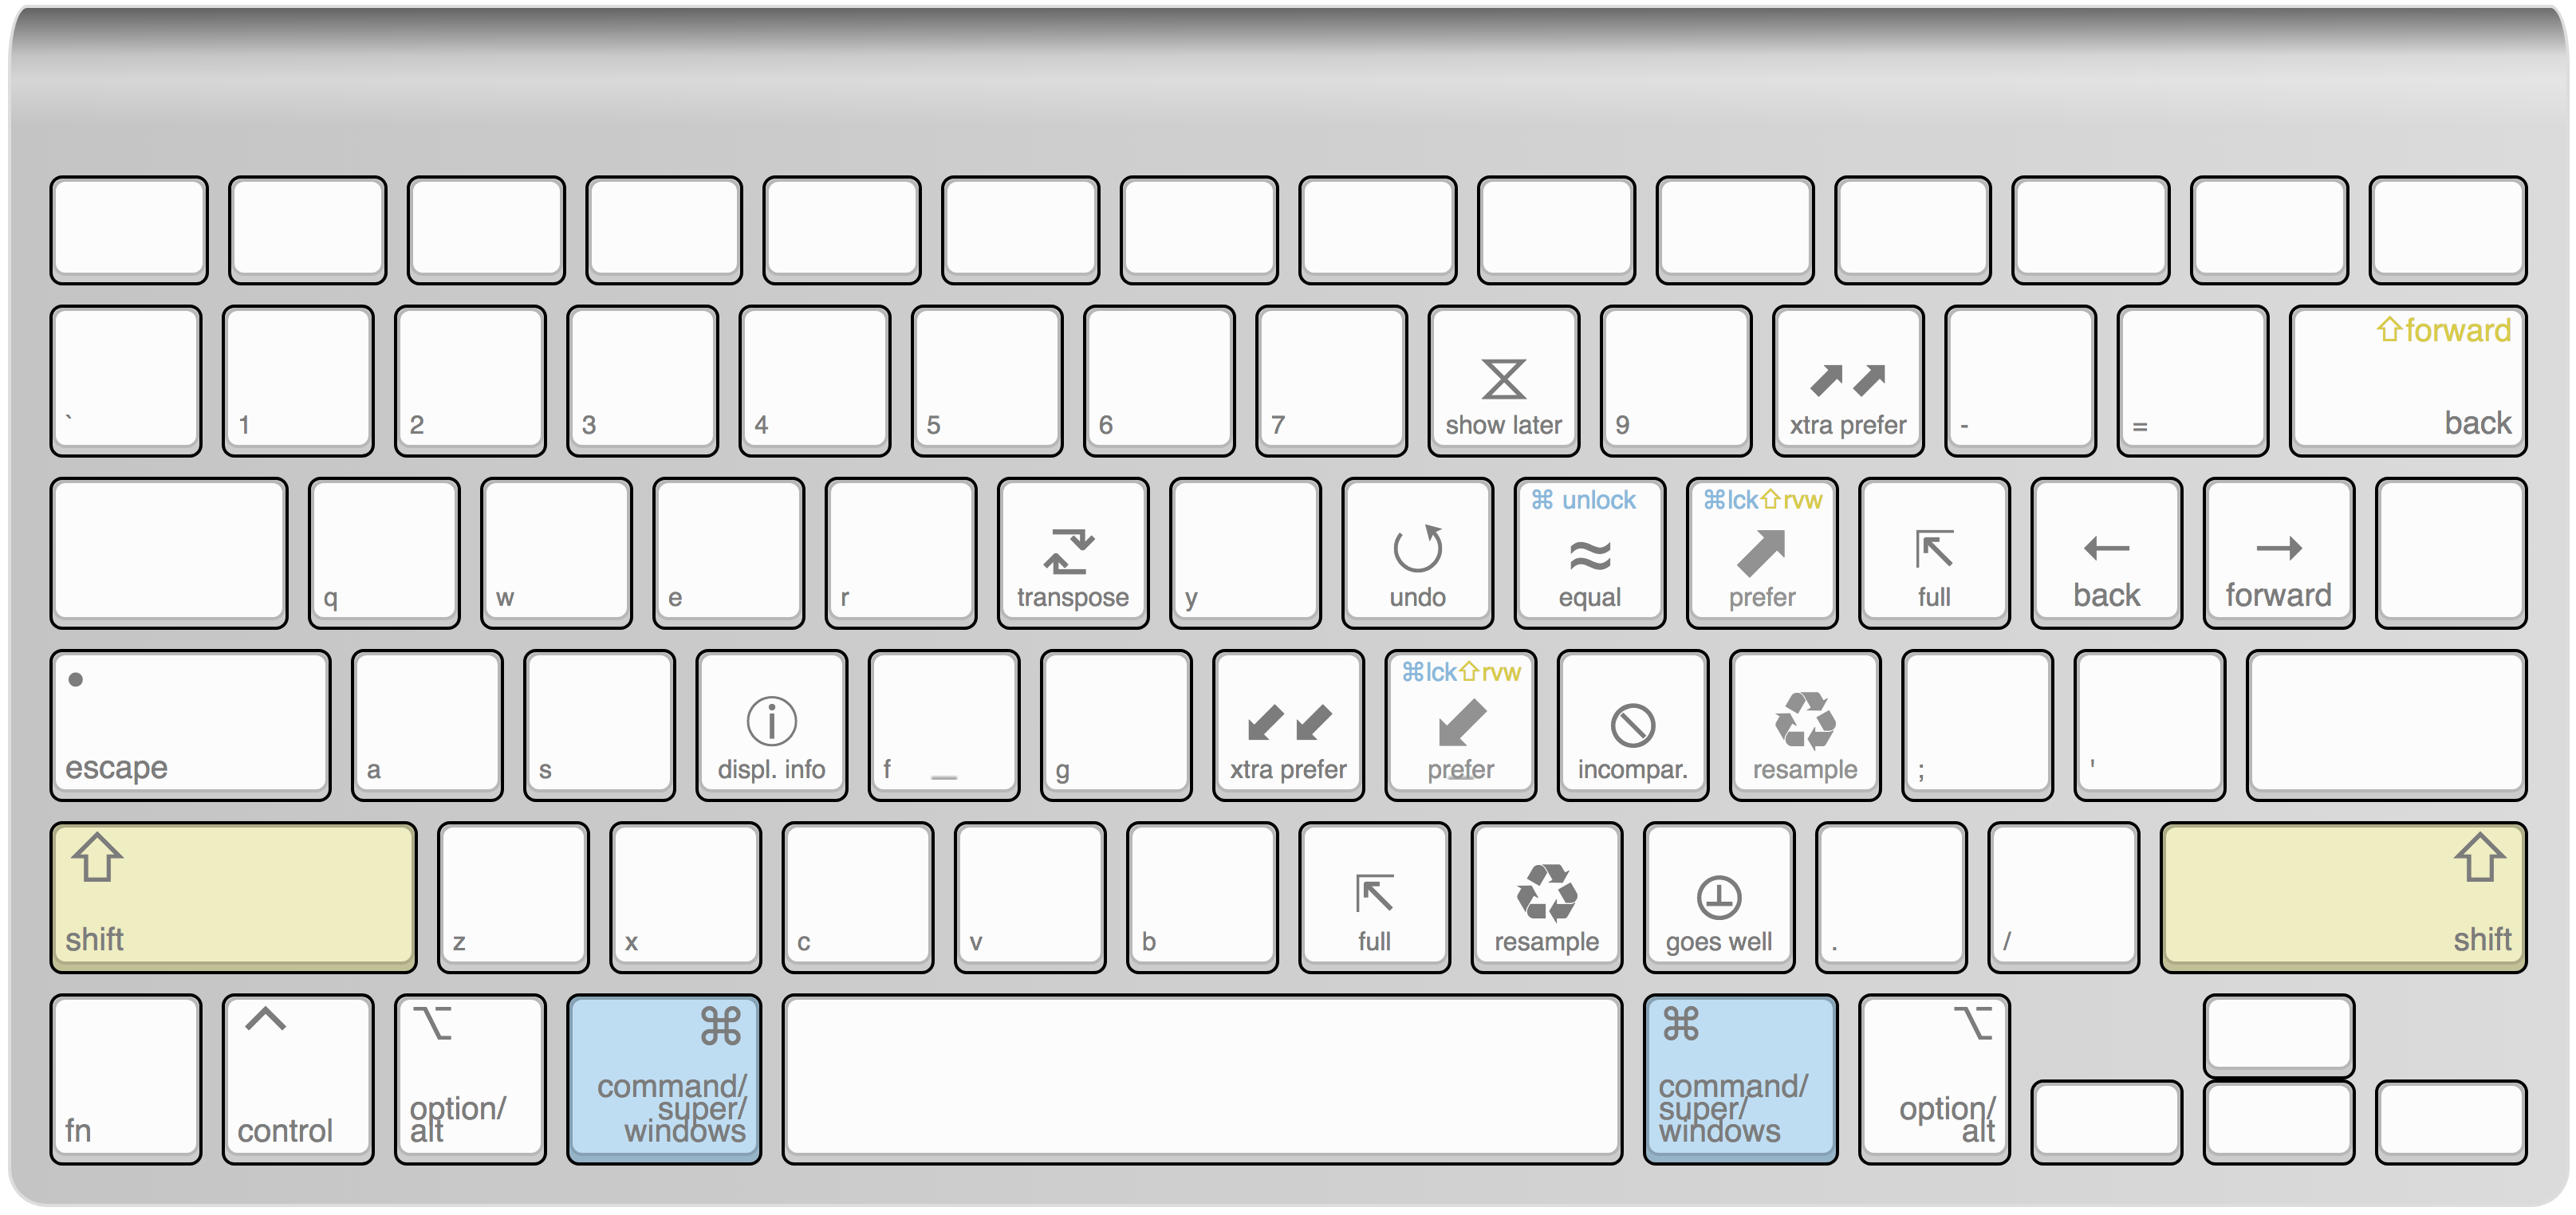 ⇧forward
` 1 2 3 4 5 6 7 show later 9 xtra prefer - = back
⌘ unlock ⌘lck⇧rvw
q w e r transpose y undo equal prefer full back forward
⌘lck⇧rvw
escape a s displ. info f g xtra prefer prefer incompar. resample ; '
shift z x c v b full resample goes well . / shift
fn
control
option/
alt
command/
super/
windows
command/
super/
windows
option/
alt